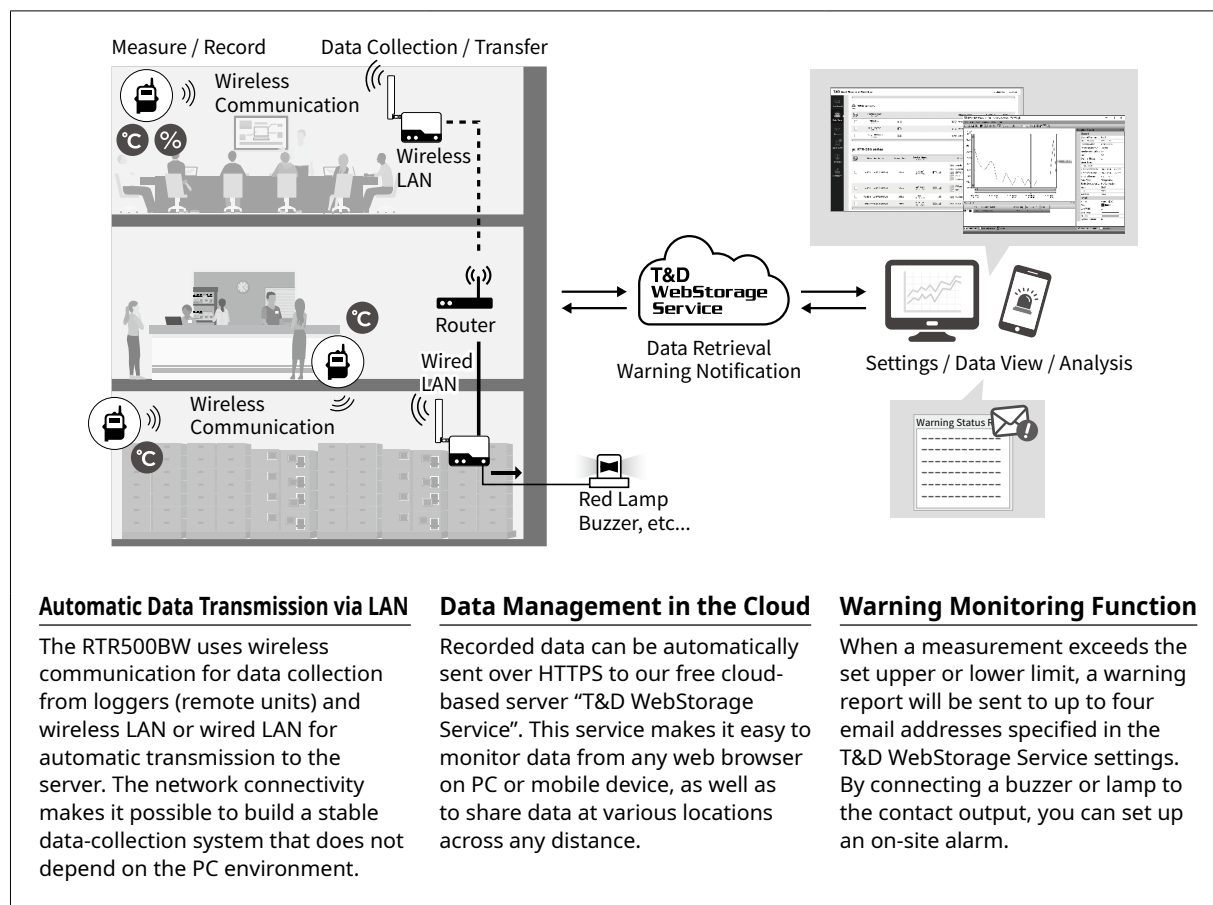 Measure / Record
Data Collection / Transfer
Wireless
Communication
℃
%
Wireless
LAN
℃
Router
Wired
LAN
Wireless
Communication
℃
Red Lamp
Buzzer, etc...
T&D
WebStorage
Service
Data Retrieval
Warning Notification
T&D
Settings / Data View / Analysis
Warning Status R
Automatic Data Transmission via LAN
The RTR500BW uses wireless
communication for data collection
from loggers (remote units) and
wireless LAN or wired LAN for
automatic transmission to the
server. The network connectivity
makes it possible to build a stable
data-collection system that does not
depend on the PC environment.
Data Management in the Cloud
Recorded data can be automatically
sent over HTTPS to our free cloud-
based server “T&D WebStorage
Service”. This service makes it easy to
monitor data from any web browser
on PC or mobile device, as well as
to share data at various locations
across any distance.
Warning Monitoring Function
When a measurement exceeds the
set upper or lower limit, a warning
report will be sent to up to four
email addresses specified in the
T&D WebStorage Service settings.
By connecting a buzzer or lamp to
the contact output, you can set up
an on-site alarm.